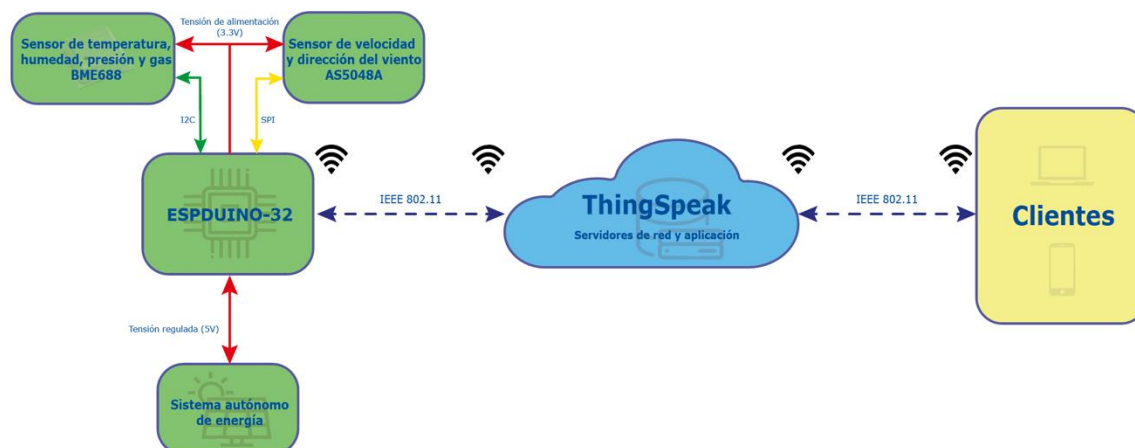 Tensión de alimentación
(3.3V)
Sensor de temperatura,
humedad, presión y gas
BME688
Sensor de velocidad
y dirección del viento
AS5048A
I2C
SPI
ESPDUINO-32
IEEE 802.11
ThingSpeak
Servidores de red y aplicación
IEEE 802.11
Clientes
Tensión regulada (5V)
Sistema autónomo
de energía